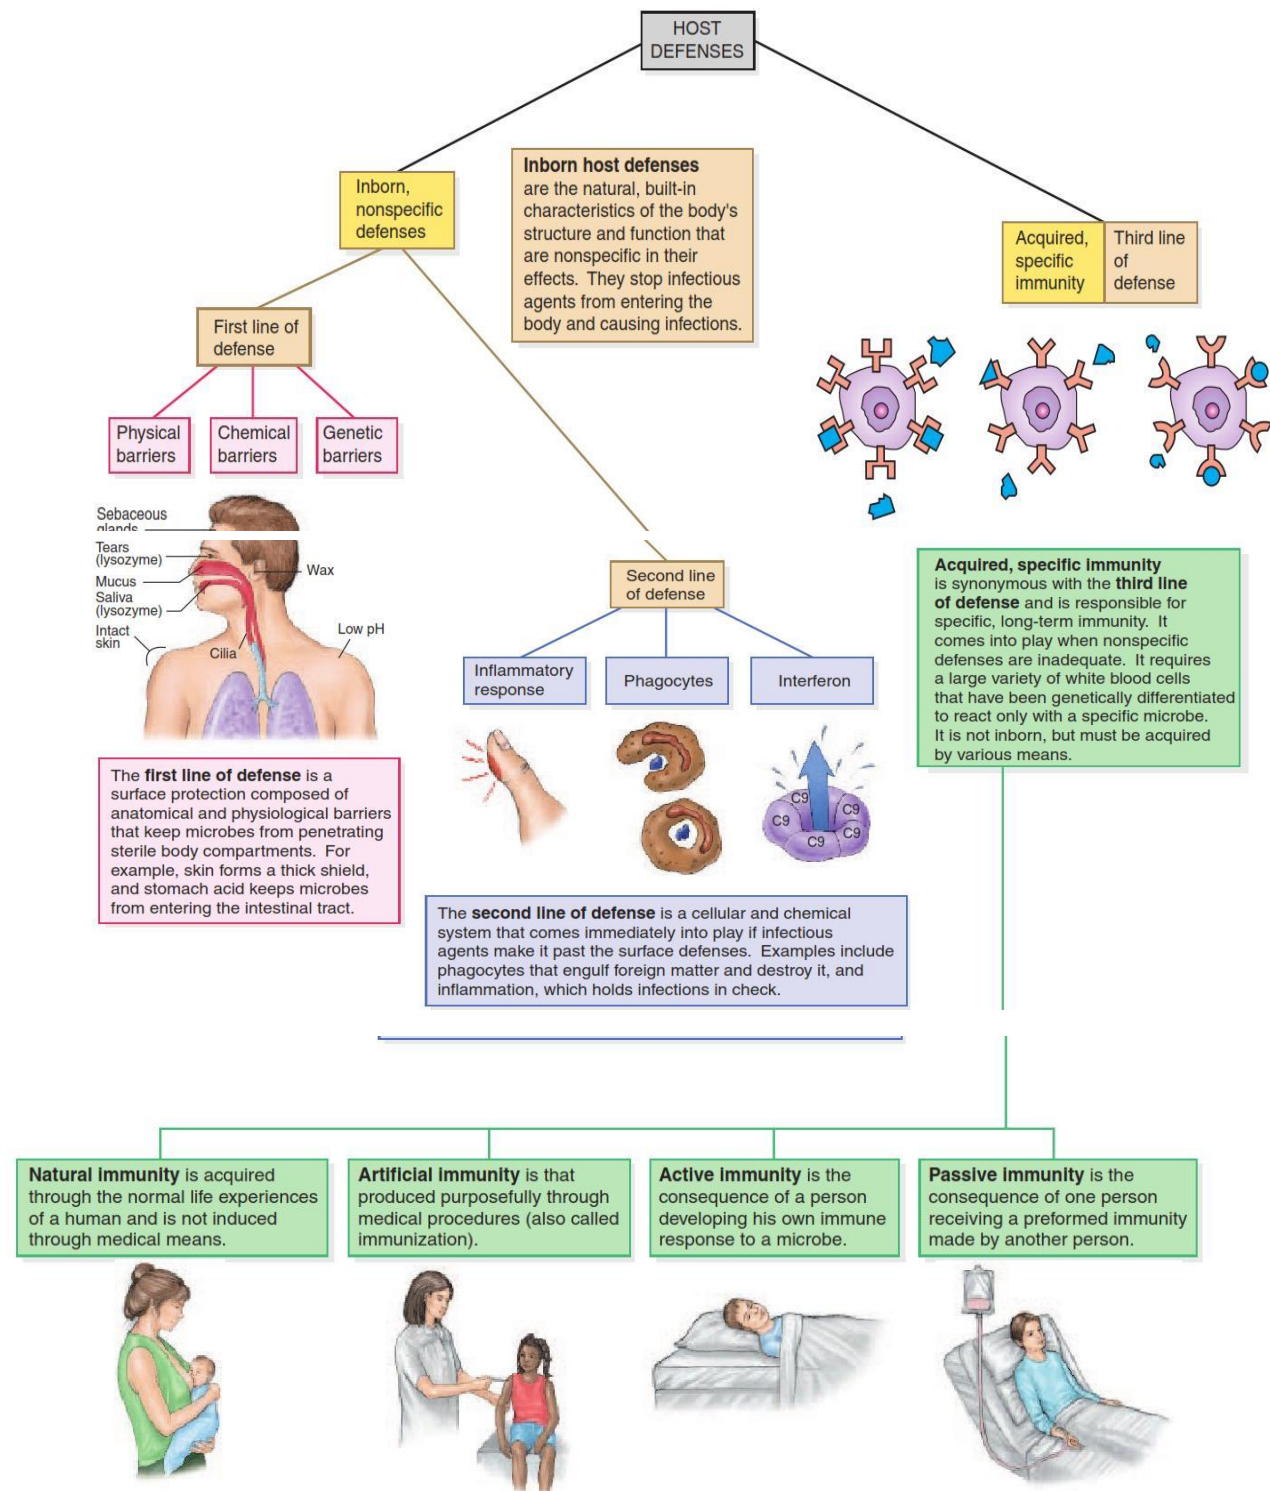 HOST
DEFENSES
Inborn,
nonspecific
defenses
Inborn host defenses
are the natural, built-in
characteristics of the body's
structure and function that
are nonspecific in their
effects. They stop infectious
agents from entering the
body and causing infections.
Acquired,
specific
immunity
Third line
of
defense
First line of
defense
Physical
barriers
Chemical
barriers
Genetic
barriers
Sebaceous
glands
Tears
(lysozyme)
Mucus
Saliva
(lysozyme)
Intact
skin
Wax
Cilia
Low pH
The first line of defense is a
surface protection composed of
anatomical and physiological barriers
that keep microbes from penetrating
sterile body compartments. For
example, skin forms a thick shield,
and stomach acid keeps microbes
from entering the intestinal tract.
Second line
of defense
Inflammatory
response
Phagocytes
Interferon
C9
C9
C9
C9
C9
The second line of defense is a cellular and chemical
system that comes immediately into play if infectious
agents make it past the surface defenses. Examples include
phagocytes that engulf foreign matter and destroy it, and
inflammation, which holds infections in check.
Acquired, specific immunity
is synonymous with the third line
of defense and is responsible for
specific, long-term immunity. It
comes into play when nonspecific
defenses are inadequate. It requires
a large variety of white blood cells
that have been genetically differentiated
to react only with a specific microbe.
It is not inborn, but must be acquired
by various means.
Natural immunity is acquired
through the normal life experiences
of a human and is not induced
through medical means.
Artificial immunity is that
produced purposefully through
medical procedures (also called
immunization).
Active immunity is the
consequence of a person
developing his own immune
response to a microbe.
Passive immunity is the
consequence of one person
receiving a preformed immunity
made by another person.